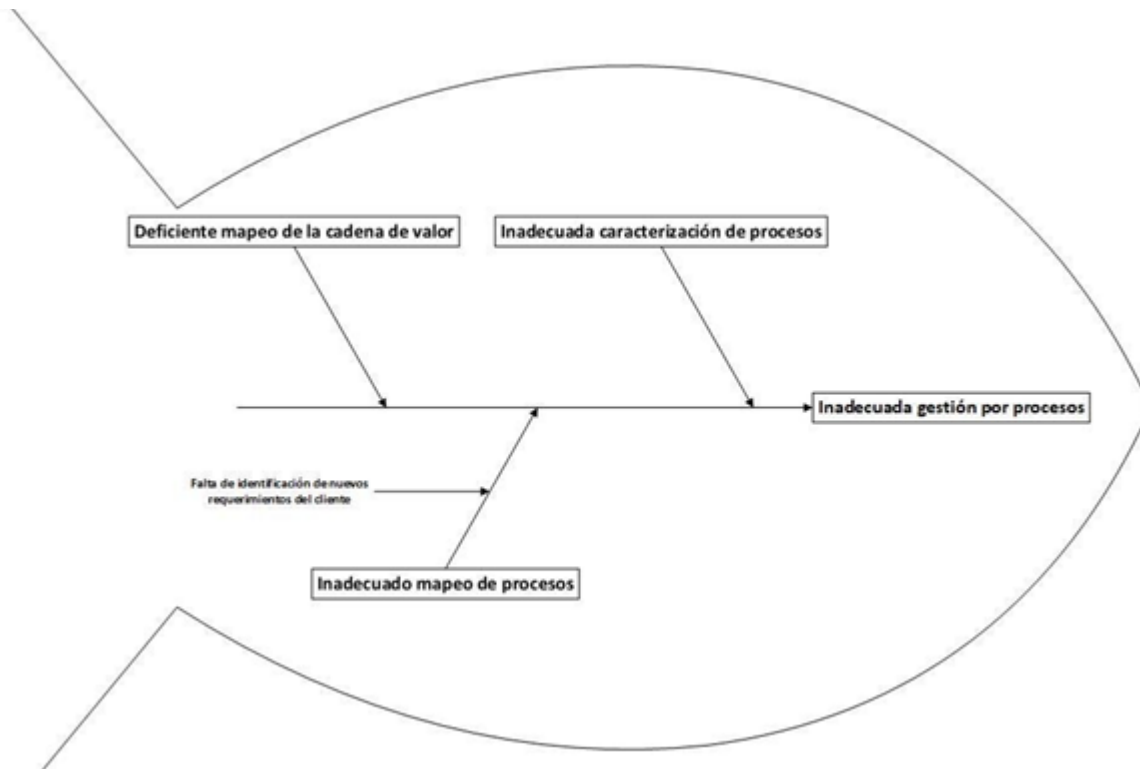 Deficiente mapeo de la cadena de valor
Inadecuada caracterización de procesos
Inadecuada gestión por procesos
Falta de identificación de nuevos
requerimientos del cliente
Inadecuado mapeo de procesos